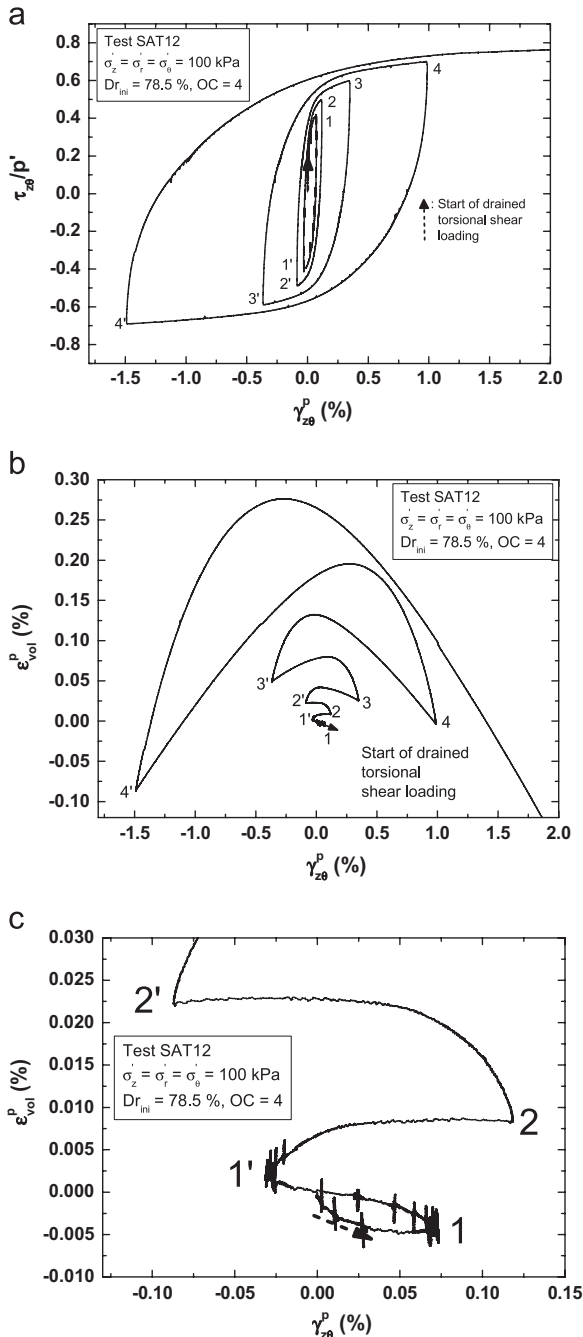 a
Test SAT12
σ'z = σ'r = σ'θ = 100 kPa
Drini = 78.5 %, OC = 4
0.8
0.6
0.4
0.2
0.0
-0.2
-0.4
-0.6
-0.8
τzθ/p'
4
3
2
1
1'
2'
3'
4'
: Start of drained
torsional shear
loading
-1.5 -1.0 -0.5 0.0 0.5 1.0 1.5 2.0
γpzθ (%)
b
Test SAT12
σ'z = σ'r = σ'θ = 100 kPa
Drini = 78.5 %, OC = 4
0.30
0.25
0.20
0.15
0.10
0.05
0.00
-0.05
-0.10
εpvol (%)
3'
2'
1'
2
3
1
4
4'
Start of drained
torsional
shear loading
-1.5 -1.0 -0.5 0.0 0.5 1.0 1.5 2.0
γpzθ (%)
c
0.030
0.025
0.020
0.015
0.010
0.005
0.000
-0.005
-0.010
εpvol (%)
2'
Test SAT12
σ'z = σ'r = σ'θ = 100 kPa
Drini = 78.5 %, OC = 4
2
1'
1
-0.10 -0.05 0.00 0.05 0.10 0.15
γpzθ (%)